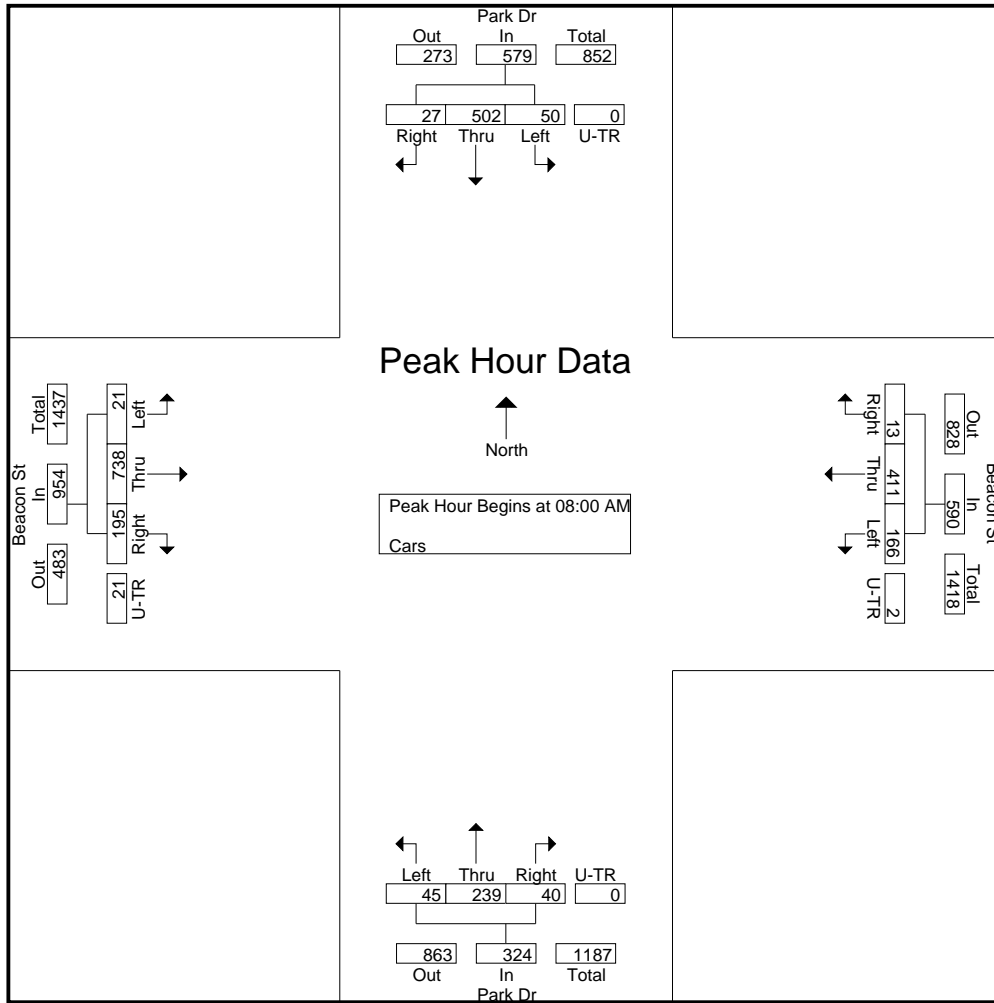 Park Dr
Out In Total
273 579 852
27 502 50 0
Right Thru Left U-TR
Peak Hour Data
North
Peak Hour Begins at 08:00 AM
Cars
Beacon St
Total In Out
1437 954 483
21 738 195 21
Left Thru Right U-TR
Beacon St
Out In Total
828 590 1418
13 411 166 2
Right Thru Left U-TR
Left Thru Right U-TR
45 239 40 0
863 324 1187
Out In Total
Park Dr